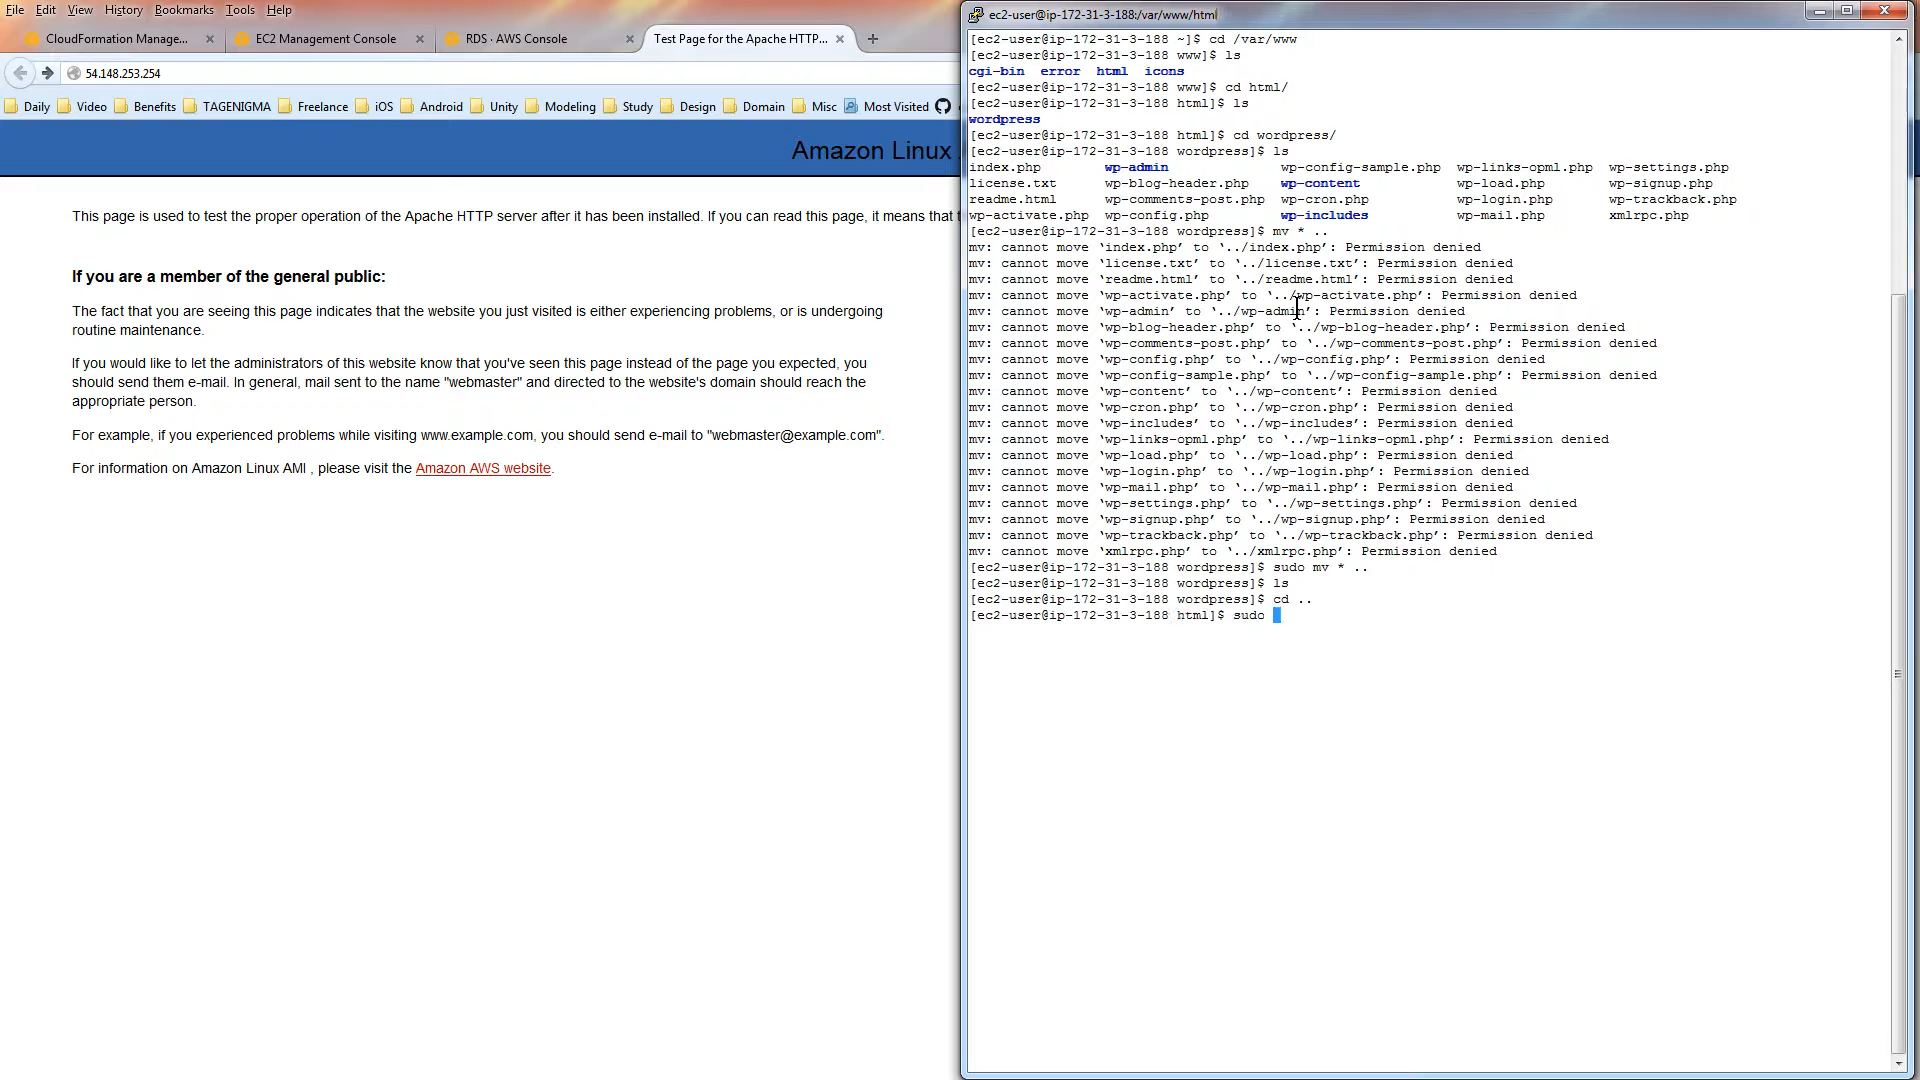 File Edit View History Bookmarks Tools Help
CloudFormation Manage... × EC2 Management Console × RDS · AWS Console × Test Page for the Apache HTTP... × +
54.148.253.254
Daily Video Benefits TAGENIGMA Freelance iOS Android Unity Modeling Study Design Domain Misc Most Visited
Amazon Linux
This page is used to test the proper operation of the Apache HTTP server after it has been installed. If you can read this page, it means that
If you are a member of the general public:
The fact that you are seeing this page indicates that the website you just visited is either experiencing problems, or is undergoing
routine maintenance.
If you would like to let the administrators of this website know that you've seen this page instead of the page you expected, you
should send them e-mail. In general, mail sent to the name "webmaster" and directed to the website's domain should reach the
appropriate person.
For example, if you experienced problems while visiting www.example.com, you should send e-mail to "webmaster@example.com".
For information on Amazon Linux AMI , please visit the Amazon AWS website.
ec2-user@ip-172-31-3-188:/var/www/html
[ec2-user@ip-172-31-3-188 ~]$ cd /var/www
[ec2-user@ip-172-31-3-188 www]$ ls
cgi-bin error html icons
[ec2-user@ip-172-31-3-188 www]$ cd html/
[ec2-user@ip-172-31-3-188 html]$ ls
wordpress
[ec2-user@ip-172-31-3-188 html]$ cd wordpress/
[ec2-user@ip-172-31-3-188 wordpress]$ ls
index.php wp-admin wp-config-sample.php wp-links-opml.php wp-settings.php
license.txt wp-blog-header.php wp-content wp-load.php wp-signup.php
readme.html wp-comments-post.php wp-cron.php wp-login.php wp-trackback.php
wp-activate.php wp-config.php wp-includes wp-mail.php xmlrpc.php
[ec2-user@ip-172-31-3-188 wordpress]$ mv * ..
mv: cannot move ‘index.php’ to ‘../index.php’: Permission denied
mv: cannot move ‘license.txt’ to ‘../license.txt’: Permission denied
mv: cannot move ‘readme.html’ to ‘../readme.html’: Permission denied
mv: cannot move ‘wp-activate.php’ to ‘../wp-activate.php’: Permission denied
mv: cannot move ‘wp-admin’ to ‘../wp-admin’: Permission denied
mv: cannot move ‘wp-blog-header.php’ to ‘../wp-blog-header.php’: Permission denied
mv: cannot move ‘wp-comments-post.php’ to ‘../wp-comments-post.php’: Permission denied
mv: cannot move ‘wp-config.php’ to ‘../wp-config.php’: Permission denied
mv: cannot move ‘wp-config-sample.php’ to ‘../wp-config-sample.php’: Permission denied
mv: cannot move ‘wp-content’ to ‘../wp-content’: Permission denied
mv: cannot move ‘wp-cron.php’ to ‘../wp-cron.php’: Permission denied
mv: cannot move ‘wp-includes’ to ‘../wp-includes’: Permission denied
mv: cannot move ‘wp-links-opml.php’ to ‘../wp-links-opml.php’: Permission denied
mv: cannot move ‘wp-load.php’ to ‘../wp-load.php’: Permission denied
mv: cannot move ‘wp-login.php’ to ‘../wp-login.php’: Permission denied
mv: cannot move ‘wp-mail.php’ to ‘../wp-mail.php’: Permission denied
mv: cannot move ‘wp-settings.php’ to ‘../wp-settings.php’: Permission denied
mv: cannot move ‘wp-signup.php’ to ‘../wp-signup.php’: Permission denied
mv: cannot move ‘wp-trackback.php’ to ‘../wp-trackback.php’: Permission denied
mv: cannot move ‘xmlrpc.php’ to ‘../xmlrpc.php’: Permission denied
[ec2-user@ip-172-31-3-188 wordpress]$ sudo mv * ..
[ec2-user@ip-172-31-3-188 wordpress]$ ls
[ec2-user@ip-172-31-3-188 wordpress]$ cd ..
[ec2-user@ip-172-31-3-188 html]$ sudo